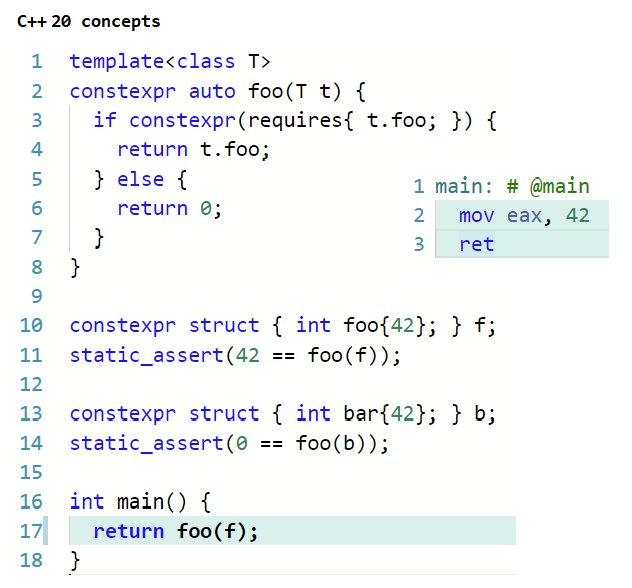 C++ 20 concepts
1 template<class T>
2 constexpr auto foo(T t) {
3 if constexpr(requires{ t.foo; }) {
4 return t.foo;
5 } else {
6 return 0;
7 }
8 }
9
10 constexpr struct { int foo{42}; } f;
11 static_assert(42 == foo(f));
12
13 constexpr struct { int bar{42}; } b;
14 static_assert(0 == foo(b));
15
16 int main() {
17 return foo(f);
18 }
1 main: # @main
2 mov eax, 42
3 ret